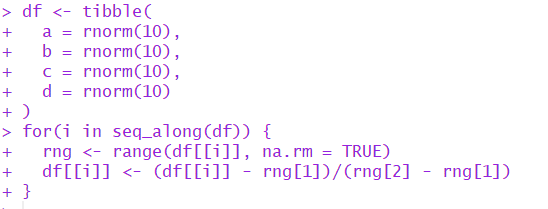 > df <- tibble(
+   a = rnorm(10),
+   b = rnorm(10),
+   c = rnorm(10),
+   d = rnorm(10)
+ )
> for(i in seq_along(df)) {
+   rng <- range(df[[i]], na.rm = TRUE)
+   df[[i]] <- (df[[i]] - rng[1])/(rng[2] - rng[1])
+ }